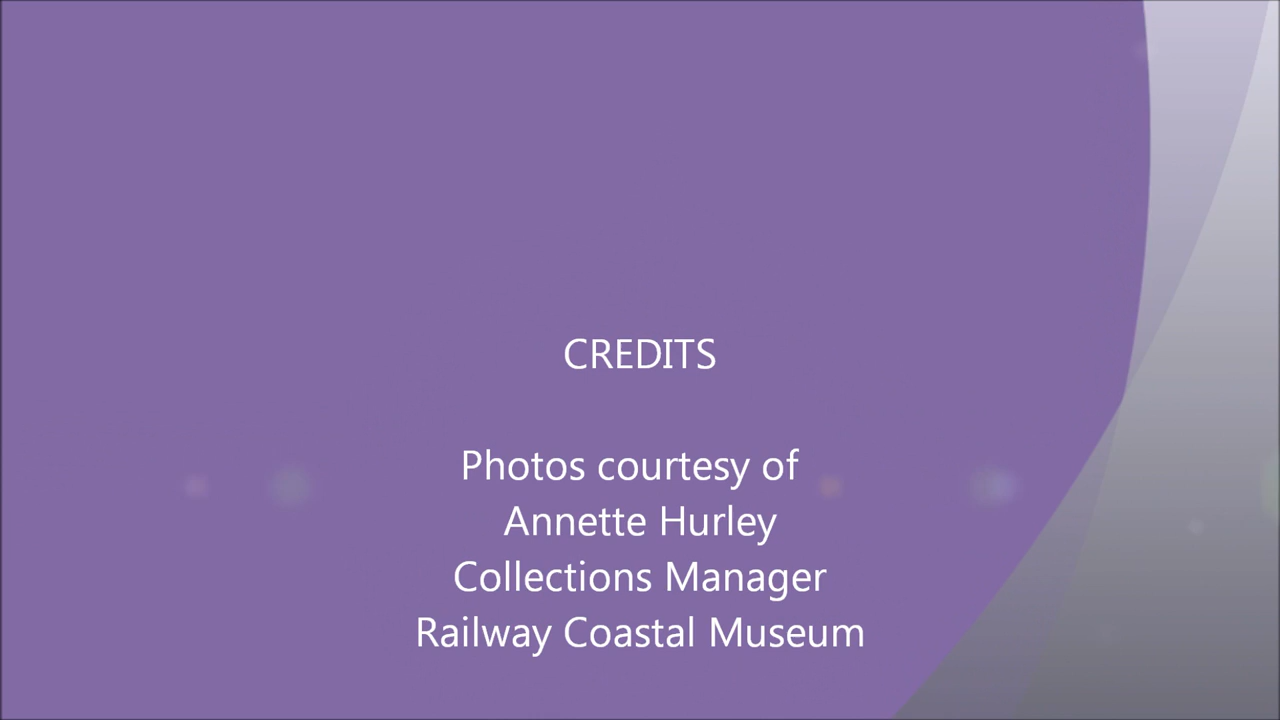 CREDITS
Photos courtesy of
Annette Hurley
Collections Manager
Railway Coastal Museum